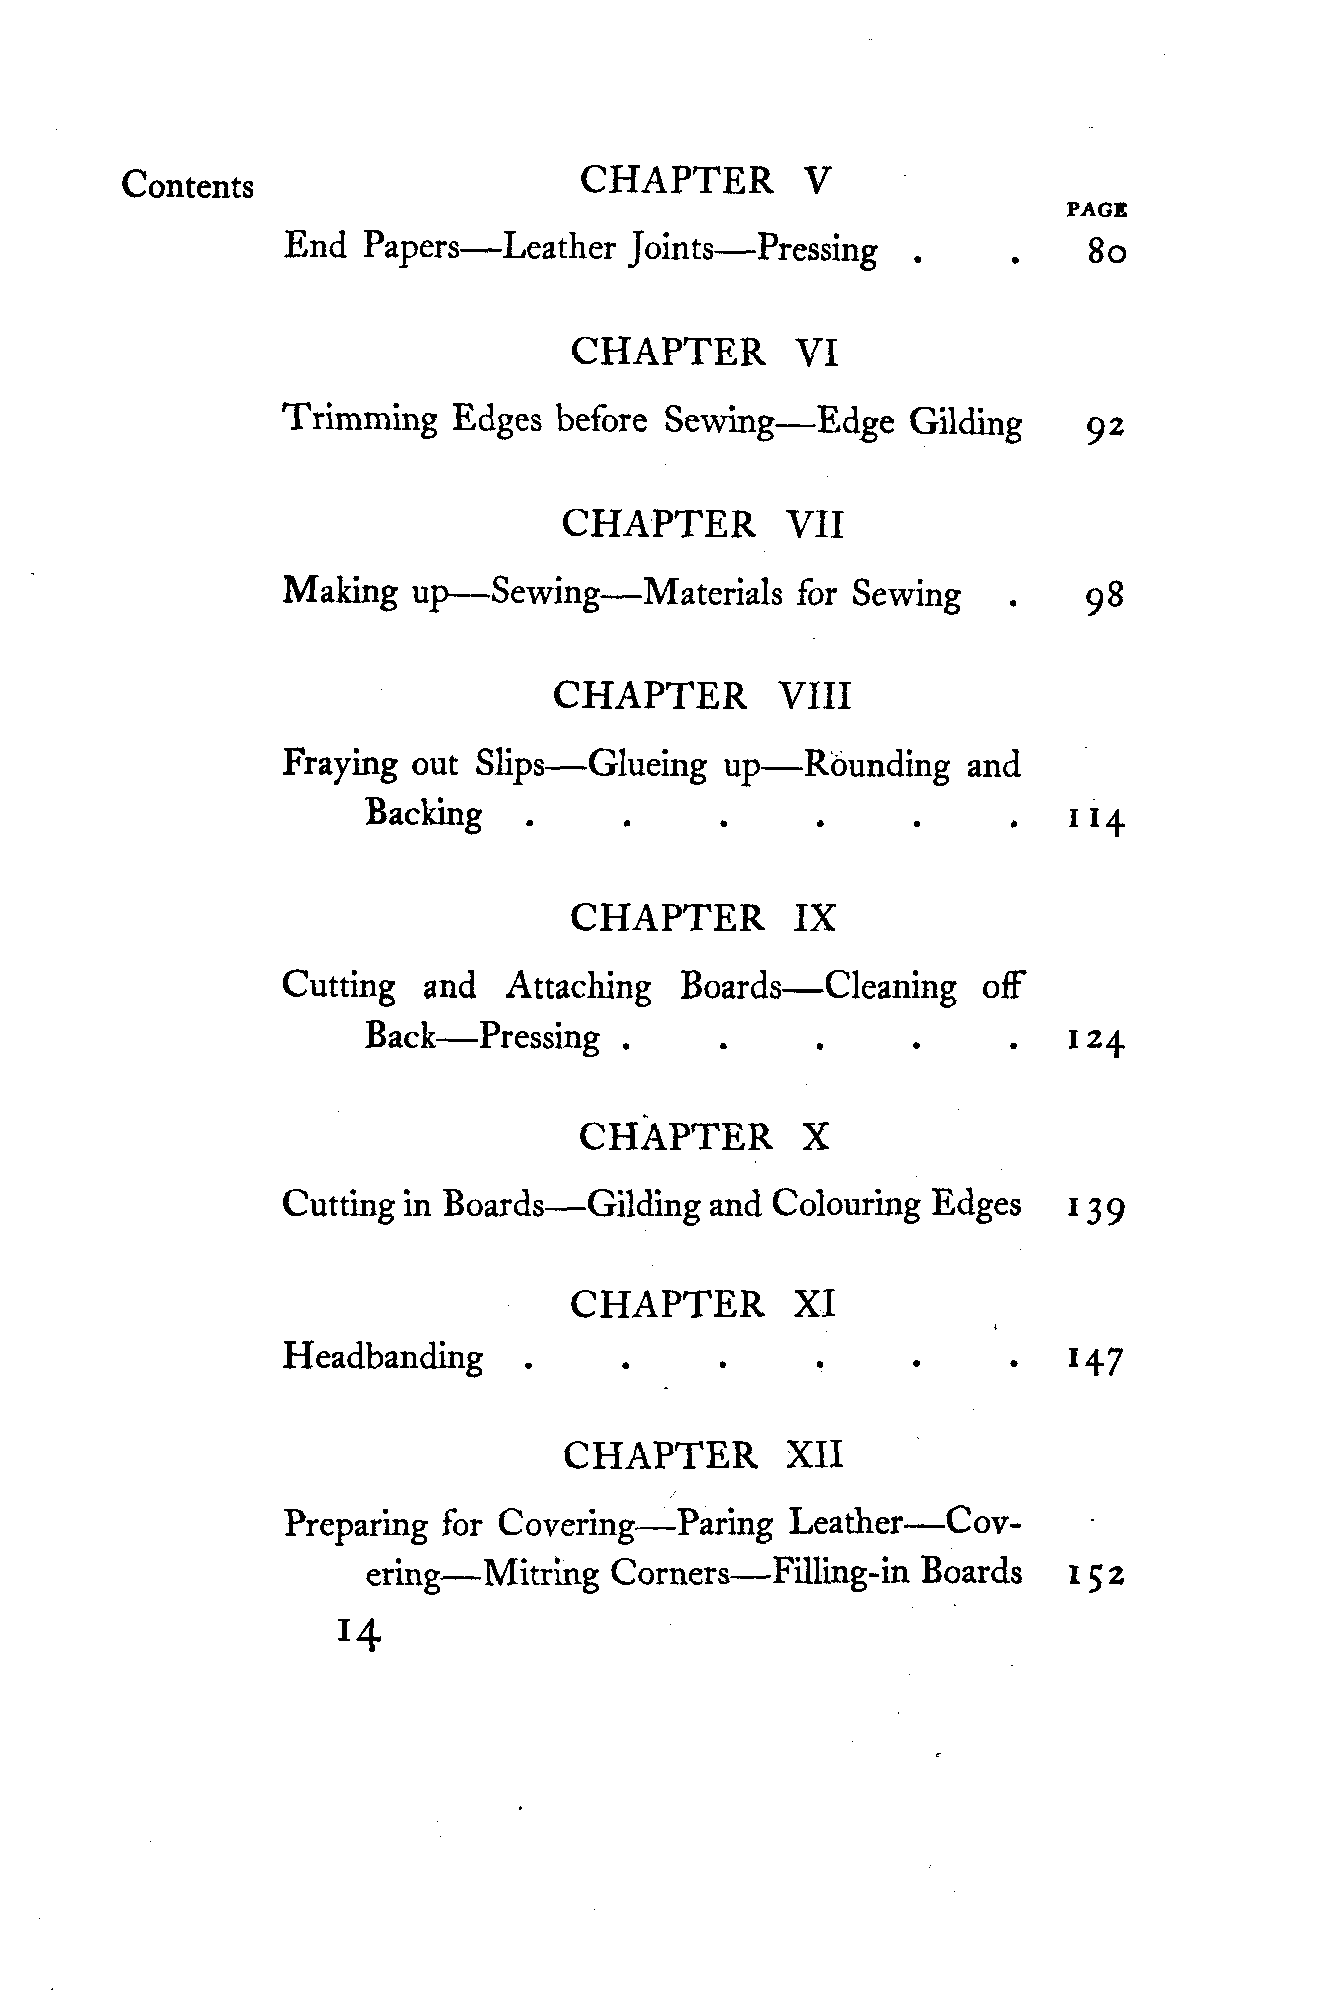 Contents
CHAPTER V
PAGE
End Papers—Leather Joints—Pressing . . 80
CHAPTER VI
Trimming Edges before Sewing—Edge Gilding 92
CHAPTER VII
Making up—Sewing—Materials for Sewing . 98
CHAPTER VIII
Fraying out Slips—Glueing up—Rounding and
Backing . . . . . . 114
CHAPTER IX
Cutting and Attaching Boards—Cleaning off
Back—Pressing . . . . . 124
CHAPTER X
Cutting in Boards—Gilding and Colouring Edges 139
CHAPTER XI
Headbanding . . . . . . 147
CHAPTER XII
Preparing for Covering—Paring Leather—Cov-
ering—Mitring Corners—Filling-in Boards 152
14